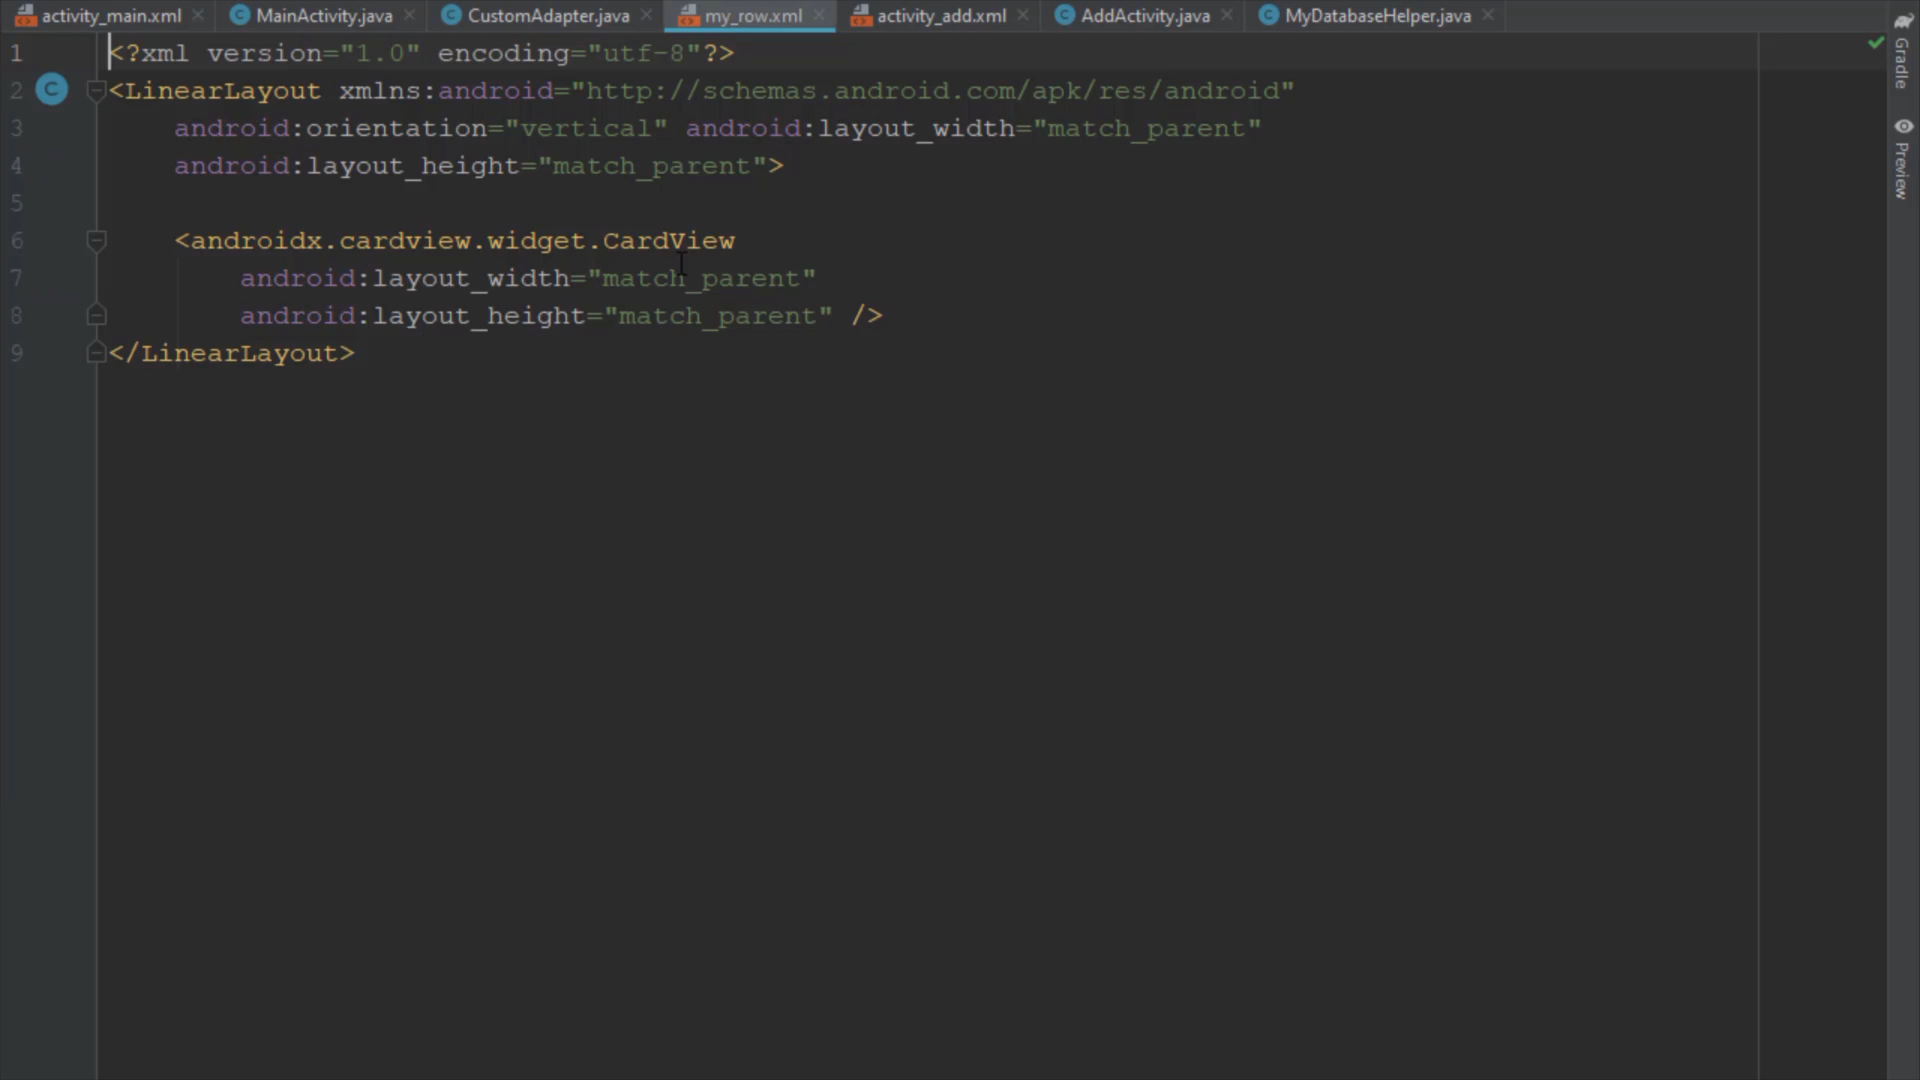 activity_main.xml MainActivity.java CustomAdapter.java my_row.xml activity_add.xml AddActivity.java MyDatabaseHelper.java
1 <?xml version="1.0" encoding="utf-8"?>
2 C <LinearLayout xmlns:android="http://schemas.android.com/apk/res/android"
3 android:orientation="vertical" android:layout_width="match_parent"
4 android:layout_height="match_parent">
5
6 <androidx.cardview.widget.CardView
7 android:layout_width="match_parent"
8 android:layout_height="match_parent" />
9 </LinearLayout>
Gradle
Preview